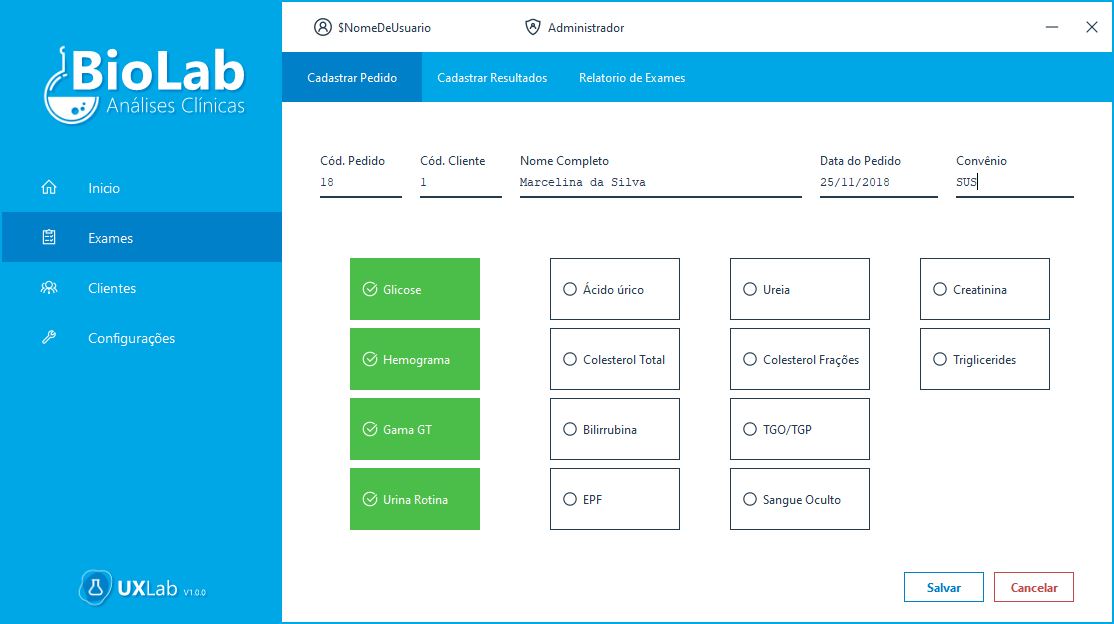 BioLab
Análises Clínicas
Inicio
Exames
Clientes
Configurações
UXLab V1.0.0
$NomeDeUsuario Administrador
Cadastrar Pedido Cadastrar Resultados Relatorio de Exames
Cód. Pedido Cód. Cliente Nome Completo Data do Pedido Convênio
18 1 Marcelina da Silva 25/11/2018 SUS
Glicose Ácido úrico Ureia Creatinina
Hemograma Colesterol Total Colesterol Frações Triglicerides
Gama GT Bilirrubina TGO/TGP
Urina Rotina EPF Sangue Oculto
Salvar Cancelar